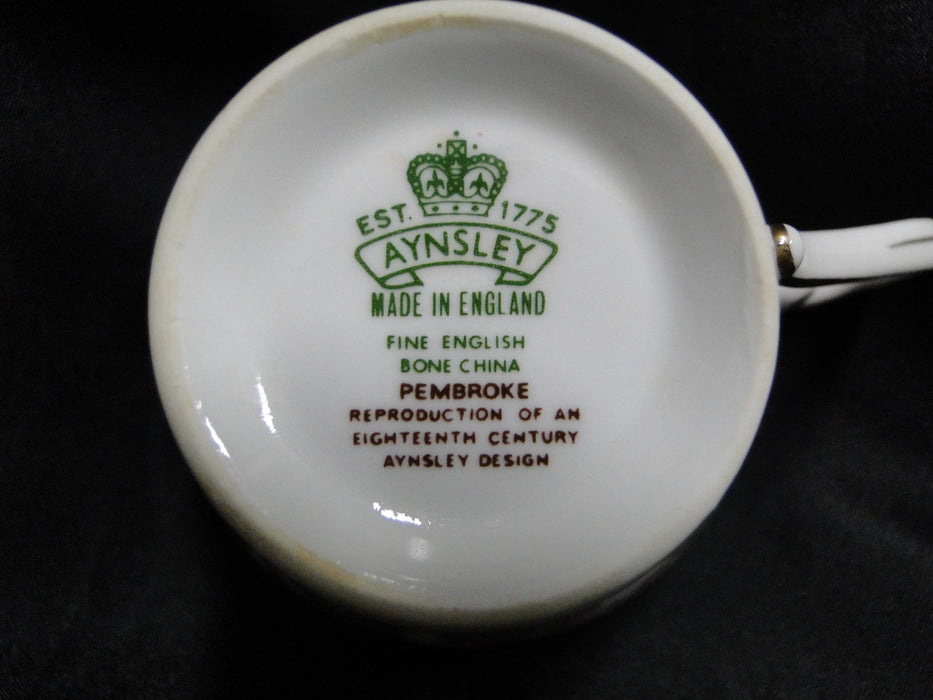 EST. 1775
AYNSLEY
MADE IN ENGLAND
FINE ENGLISH
BONE CHINA
PEMBROKE
REPRODUCTION OF AN
EIGHTEENTH CENTURY
AYNSLEY DESIGN